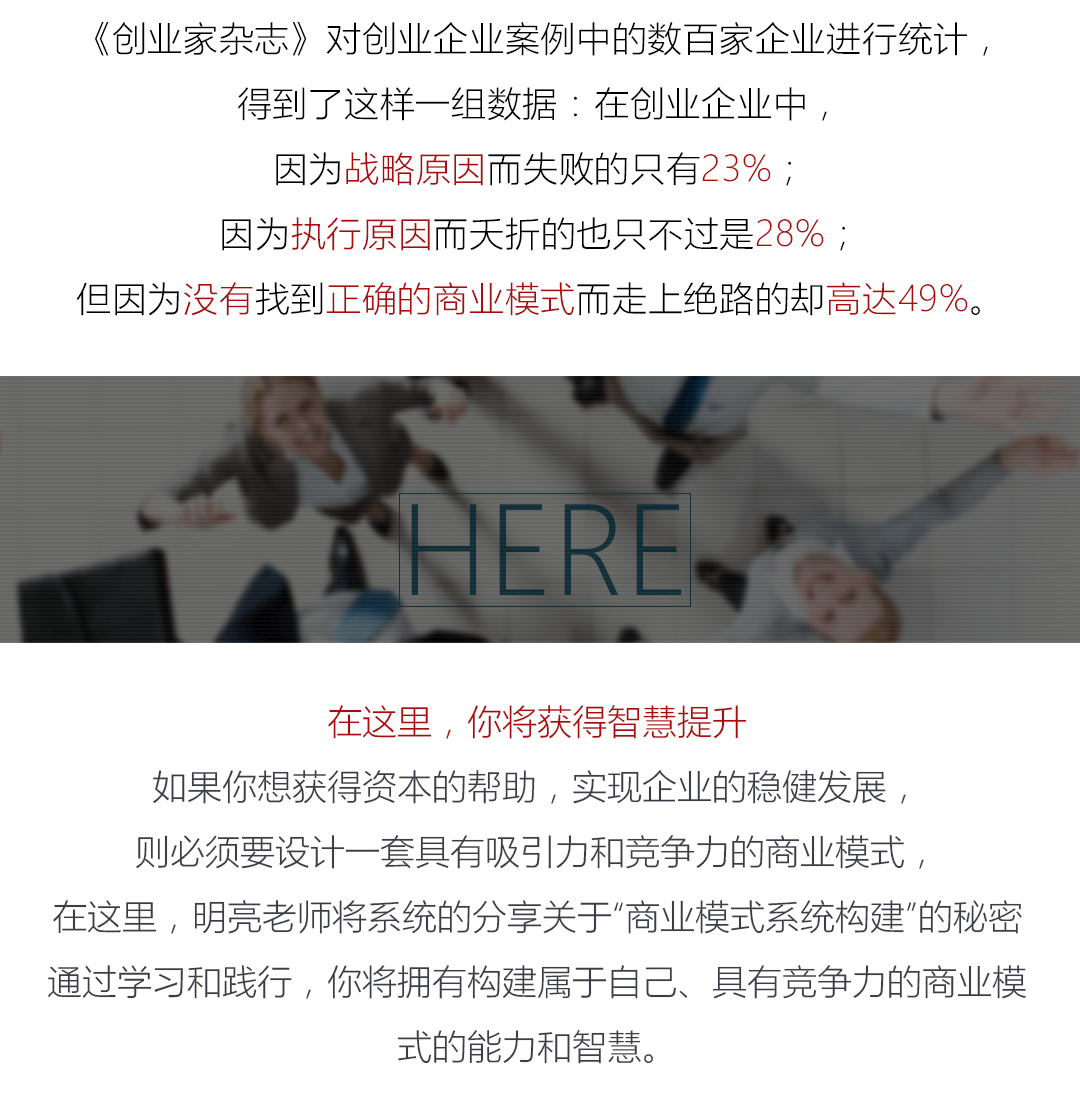 《创业家杂志》对创业企业案例中的数百家企业进行统计，
得到了这样一组数据：在创业企业中，
因为战略原因而失败的只有23%；
因为执行原因而夭折的也只不过是28%；
但因为没有找到正确的商业模式而走上绝路的却高达49%。
HERE
在这里，你将获得智慧提升
如果你想获得资本的帮助，实现企业的稳健发展，
则必须要设计一套具有吸引力和竞争力的商业模式，
在这里，明亮老师将系统的分享关于“商业模式系统构建”的秘密
通过学习和践行，你将拥有构建属于自己、具有竞争力的商业模
式的能力和智慧。